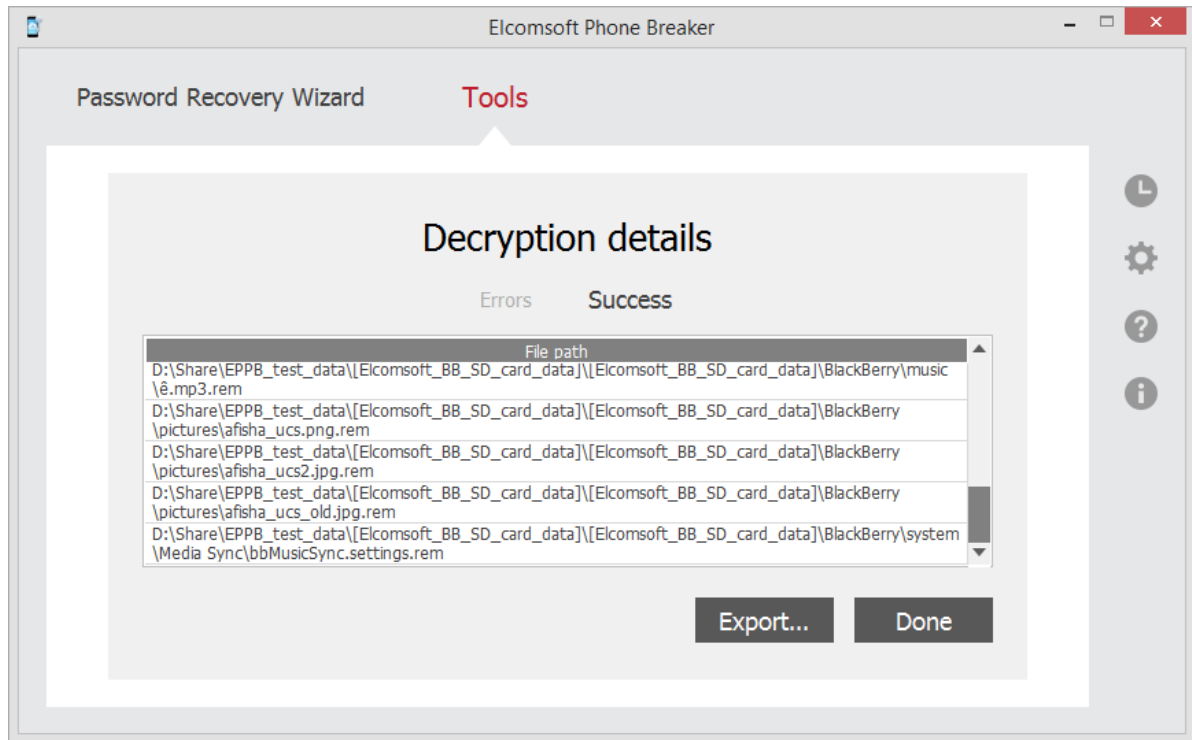 Elcomsoft Phone Breaker
Password Recovery Wizard
Tools
Decryption details
Errors
Success
File path
D:\Share\EPPB_test_data\[Elcomsoft_BB_SD_card_data]\[Elcomsoft_BB_SD_card_data]\BlackBerry\music
\ê.mp3.rem
D:\Share\EPPB_test_data\[Elcomsoft_BB_SD_card_data]\[Elcomsoft_BB_SD_card_data]\BlackBerry
\pictures\afisha_ucs.png.rem
D:\Share\EPPB_test_data\[Elcomsoft_BB_SD_card_data]\[Elcomsoft_BB_SD_card_data]\BlackBerry
\pictures\afisha_ucs2.jpg.rem
D:\Share\EPPB_test_data\[Elcomsoft_BB_SD_card_data]\[Elcomsoft_BB_SD_card_data]\BlackBerry
\pictures\afisha_ucs_old.jpg.rem
D:\Share\EPPB_test_data\[Elcomsoft_BB_SD_card_data]\[Elcomsoft_BB_SD_card_data]\BlackBerry\system
\Media Sync\bbMusicSync.settings.rem
Export...
Done